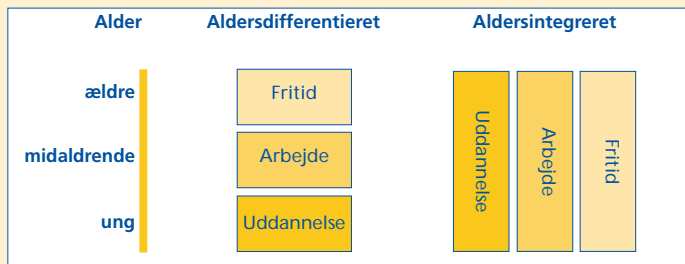 Alder Aldersdifferentieret Aldersintegreret
ældre Fritid
midaldrende Arbejde
ung Uddannelse
Uddannelse
Arbejde
Fritid